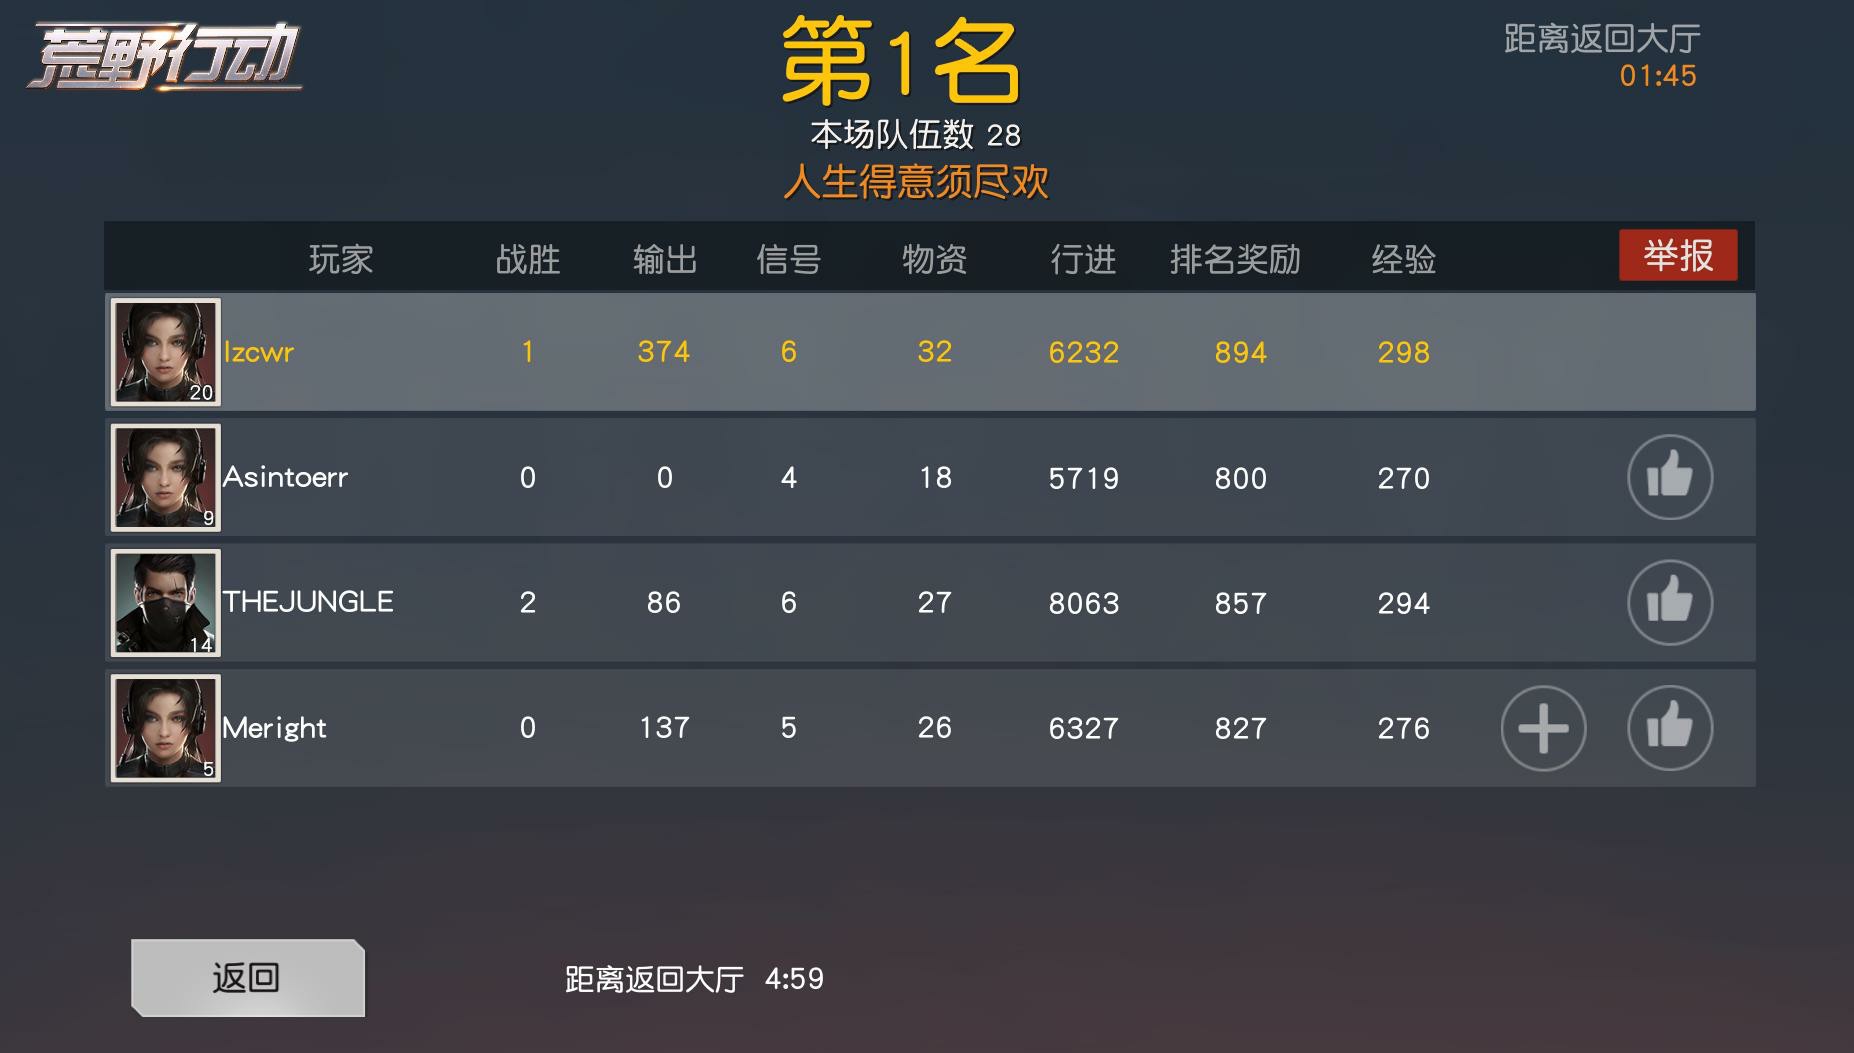 荒野行动
第1名
距离返回大厅
01:45
本场队伍数 28
人生得意须尽欢
玩家 战胜 输出 信号 物资 行进 排名奖励 经验 举报
20 Izcwr 1 374 6 32 6232 894 298
9 Asintoerr 0 0 4 18 5719 800 270
14 THEJUNGLE 2 86 6 27 8063 857 294
5 Meright 0 137 5 26 6327 827 276
返回 距离返回大厅 4:59